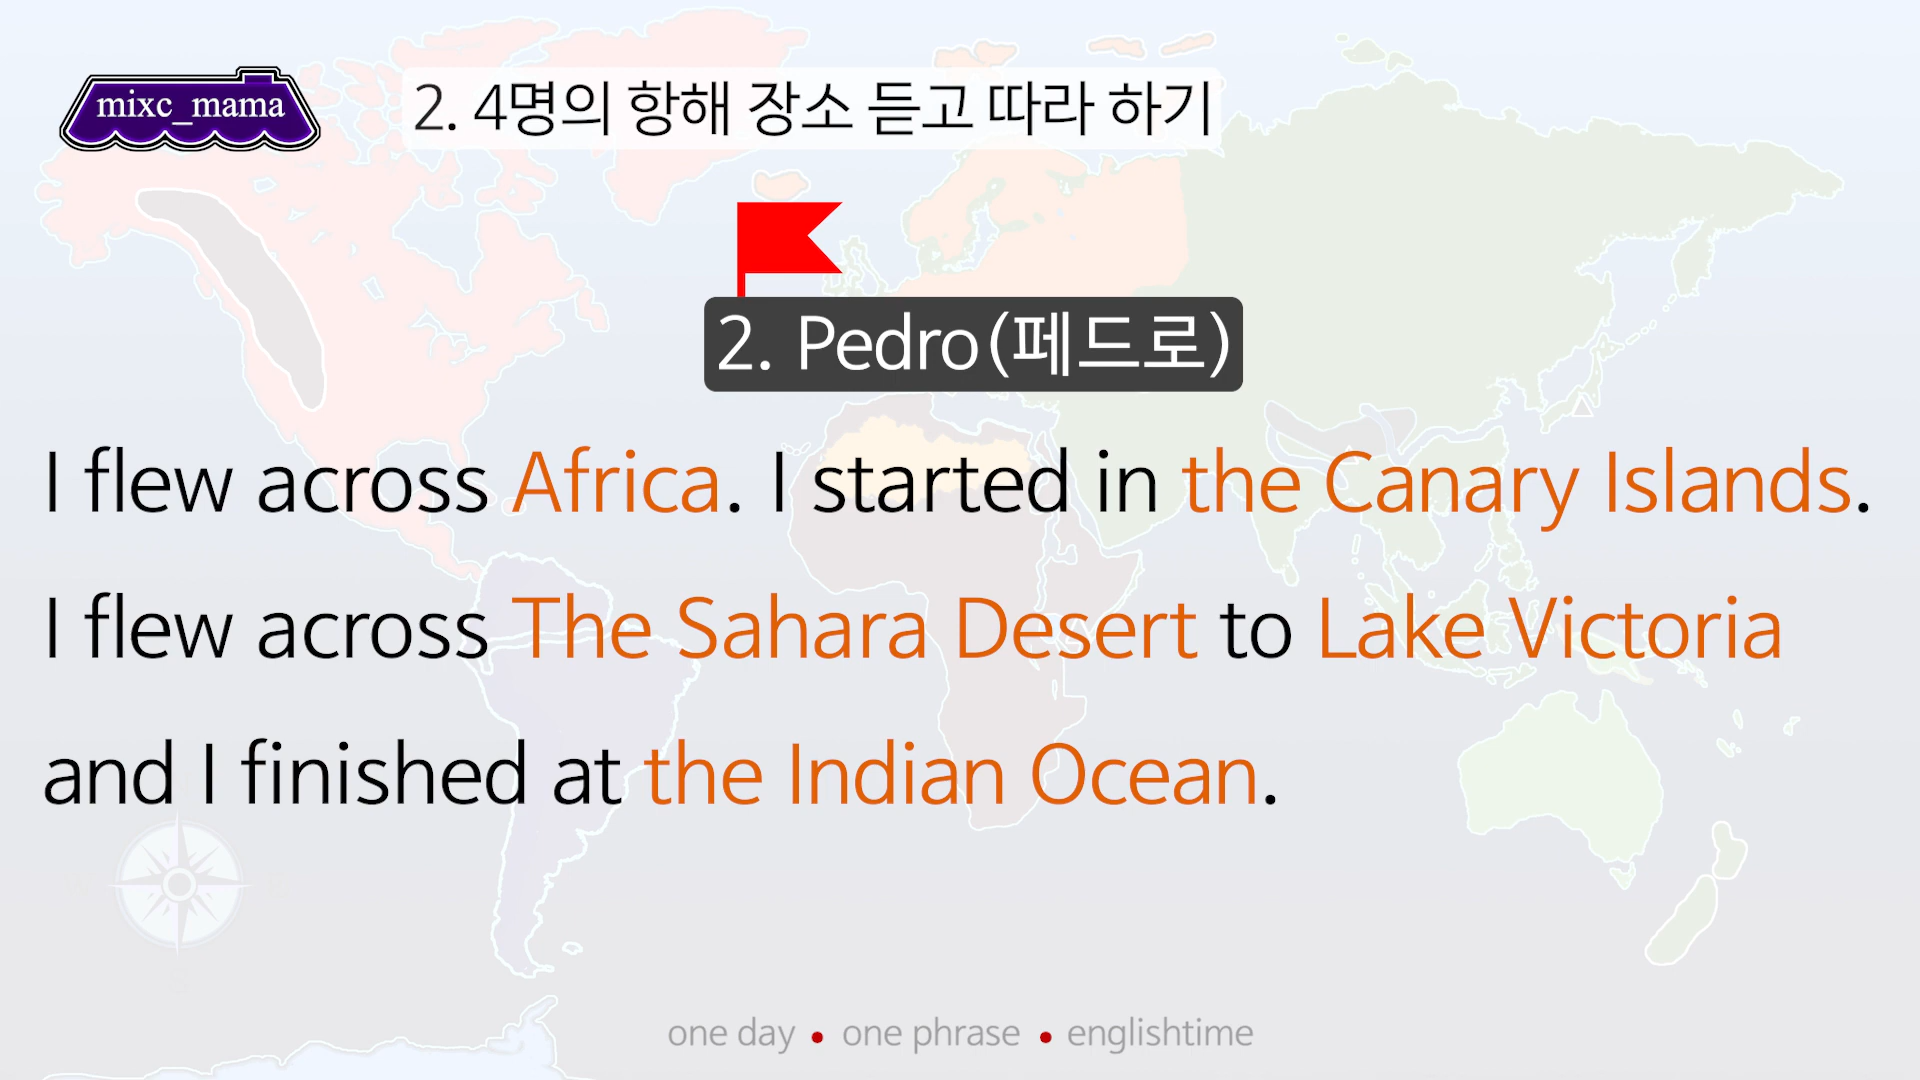 mixc_mama
2. 4명의 항해 장소 듣고 따라 하기
2. Pedro(페드로)
I flew across Africa. I started in the Canary Islands.
I flew across The Sahara Desert to Lake Victoria
and I finished at the Indian Ocean.
one day • one phrase • englishtime